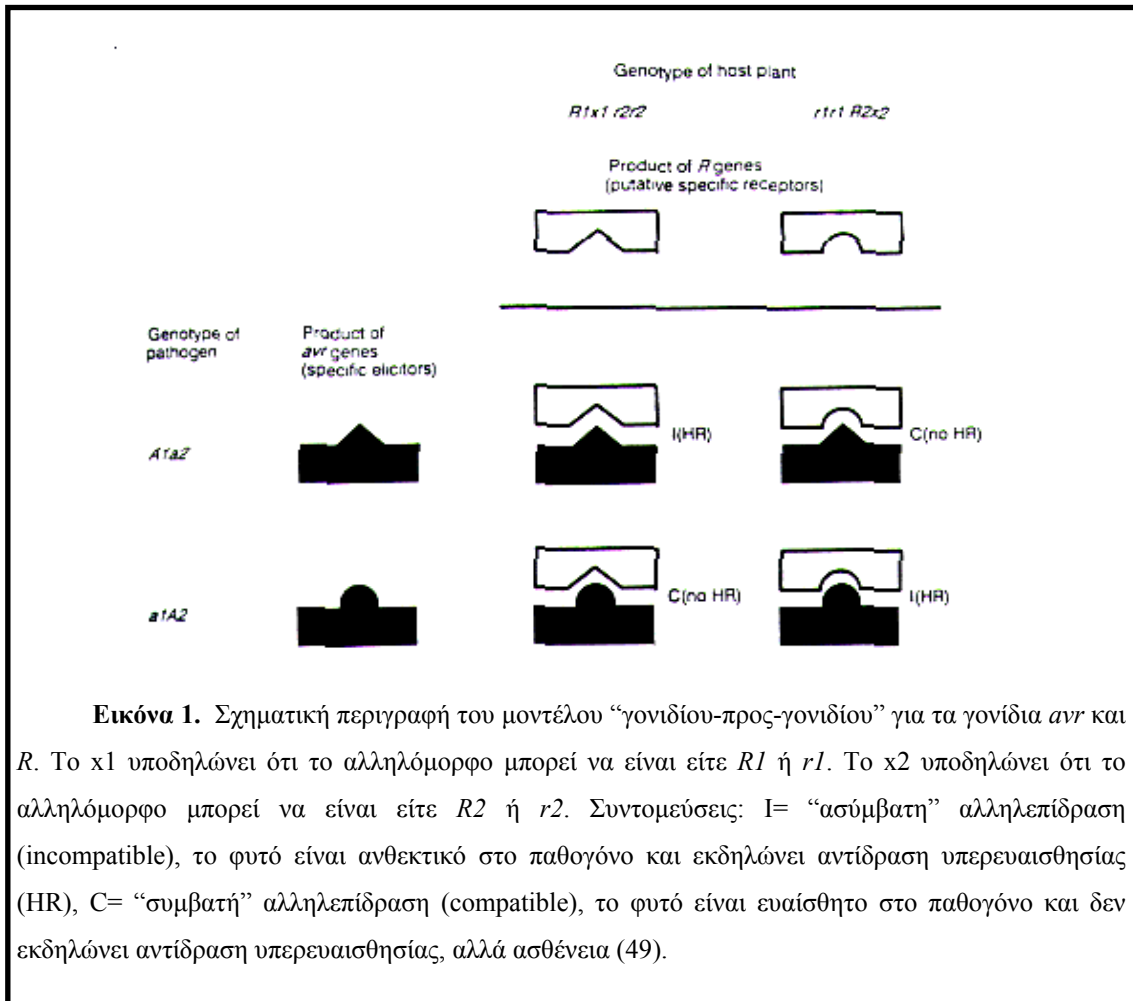 Genotype of host plant
R1x1 r2r2 r1r1 R2x2
Product of R genes
(putative specific receptors)
Genotype of
pathogen
Product of
avr genes
(specific elicitors)
A1a2
I(HR)
C(no HR)
a1A2
C(no HR)
I(HR)
Εικόνα 1. Σχηματική περιγραφή του μοντέλου “γονιδίου-προς-γονιδίου” για τα γονίδια avr και
R. Το x1 υποδηλώνει ότι το αλληλόμορφο μπορεί να είναι είτε R1 ή r1. Το x2 υποδηλώνει ότι το
αλληλόμορφο μπορεί να είναι είτε R2 ή r2. Συντομεύσεις: I= “ασύμβατη” αλληλεπίδραση
(incompatible), το φυτό είναι ανθεκτικό στο παθογόνο και εκδηλώνει αντίδραση υπερευαισθησίας
(HR), C= “συμβατή” αλληλεπίδραση (compatible), το φυτό είναι ευαίσθητο στο παθογόνο και δεν
εκδηλώνει αντίδραση υπερευαισθησίας, αλλά ασθένεια (49).